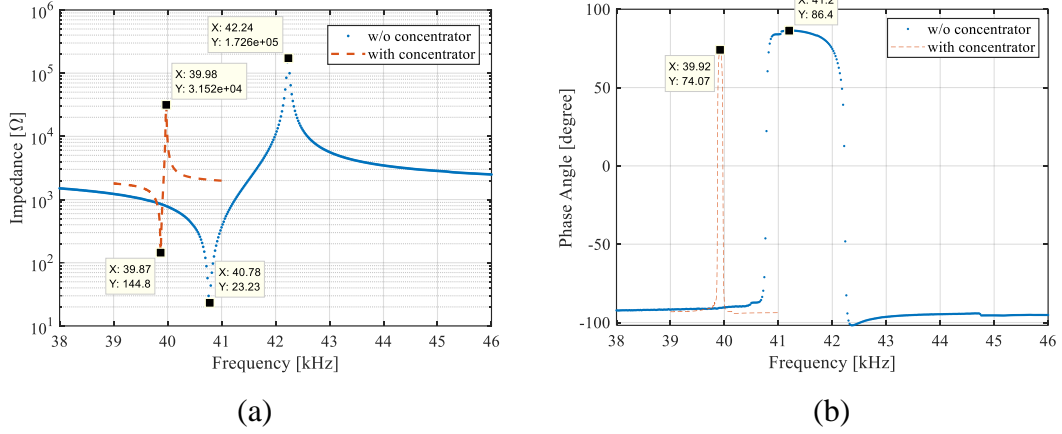 10^6
10^5
10^4
10^3
10^2
10^1
Impedance [Ω]
X: 42.24
Y: 1.726e+05
X: 39.98
Y: 3.152e+04
X: 39.87
Y: 144.8
X: 40.78
Y: 23.23
w/o concentrator
with concentrator
38 39 40 41 42 43 44 45 46
Frequency [kHz]
(a)
100
50
0
-50
-100
Phase Angle [degree]
X: 41.2
Y: 86.4
X: 39.92
Y: 74.07
w/o concentrator
with concentrator
38 39 40 41 42 43 44 45 46
Frequency [kHz]
(b)